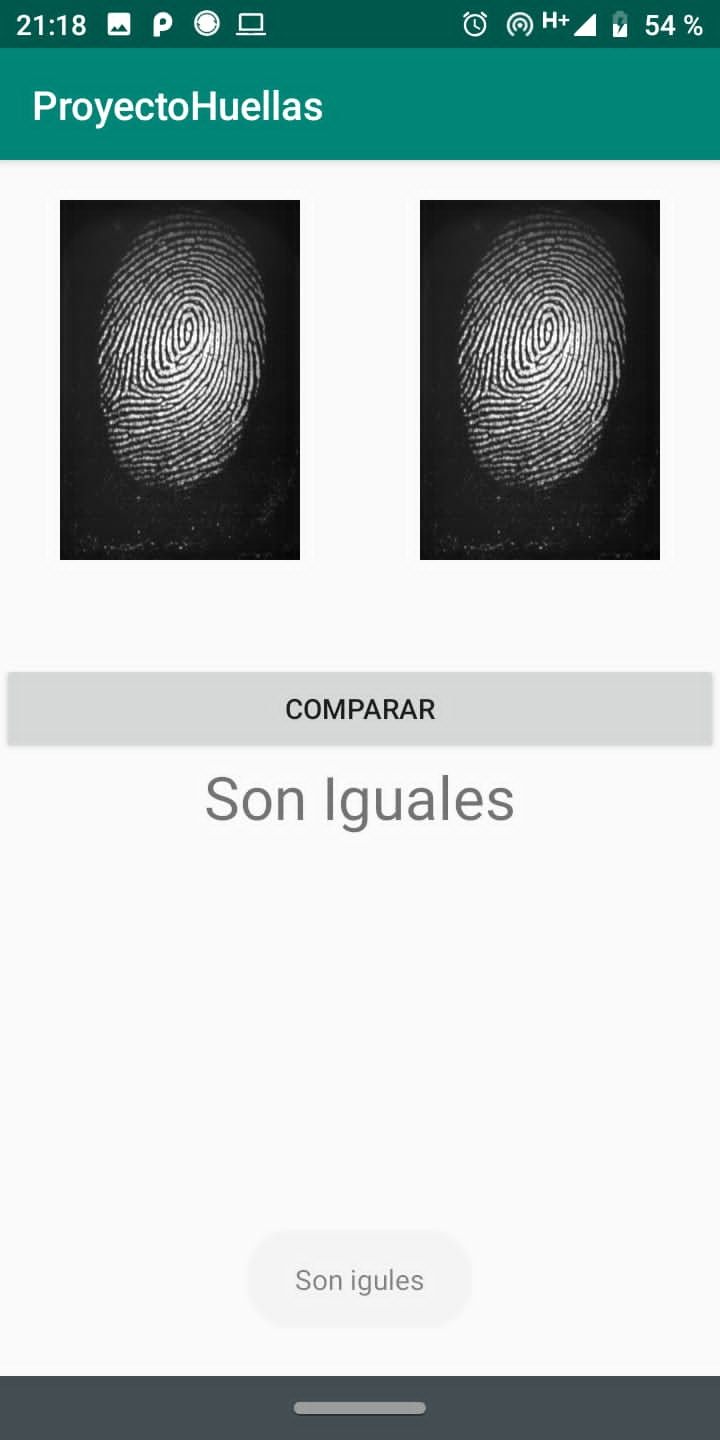 21:18 H+ 54 %
ProyectoHuellas
COMPARAR
Son Iguales
Son igules